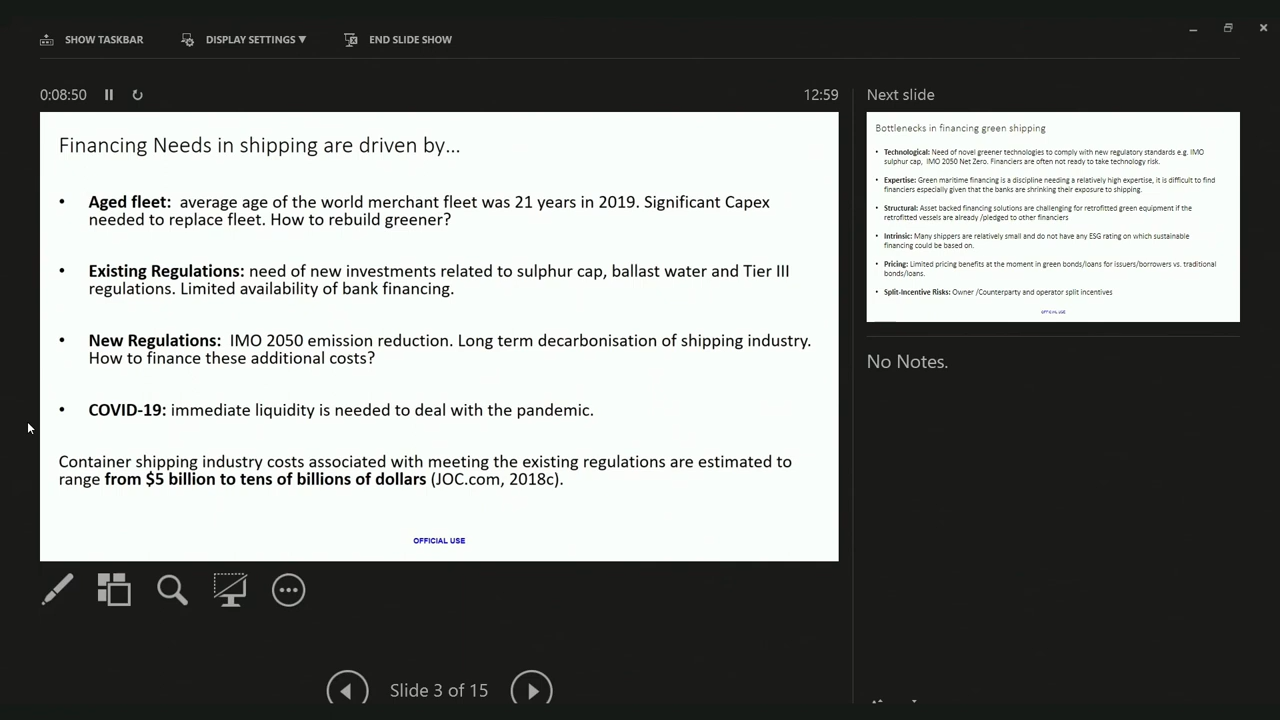 SHOW TASKBAR
DISPLAY SETTINGS ▼
END SLIDE SHOW
0:08:50
12:59
Financing Needs in shipping are driven by...
• Aged fleet: average age of the world merchant fleet was 21 years in 2019. Significant Capex
needed to replace fleet. How to rebuild greener?
• Existing Regulations: need of new investments related to sulphur cap, ballast water and Tier III
regulations. Limited availability of bank financing.
• New Regulations: IMO 2050 emission reduction. Long term decarbonisation of shipping industry.
How to finance these additional costs?
• COVID-19: immediate liquidity is needed to deal with the pandemic.
Container shipping industry costs associated with meeting the existing regulations are estimated to
range from $5 billion to tens of billions of dollars (JOC.com, 2018c).
OFFICIAL USE
Slide 3 of 15
Next slide
Bottlenecks in financing green shipping
• Technological: Need of novel greener technologies to comply with new regulatory standards e.g. IMO
sulphur cap, IMO 2050 Net Zero. Financiers are often not ready to take technology risk.
• Expertise: Green maritime financing is a discipline needing a relatively high expertise, it is difficult to find
financiers especially given that the banks are shrinking their exposure to shipping.
• Structural: Asset backed financing solutions are challenging for retrofitted green equipment if the
retrofitted vessels are already /pledged to other financiers
• Intrinsic: Many shippers are relatively small and do not have any ESG rating on which sustainable
financing could be based on.
• Pricing: Limited pricing benefits at the moment in green bonds/loans for issuers/borrowers vs. traditional
bonds/loans.
• Split-Incentive Risks: Owner /Counterparty and operator split incentives
OFFICIAL USE
No Notes.